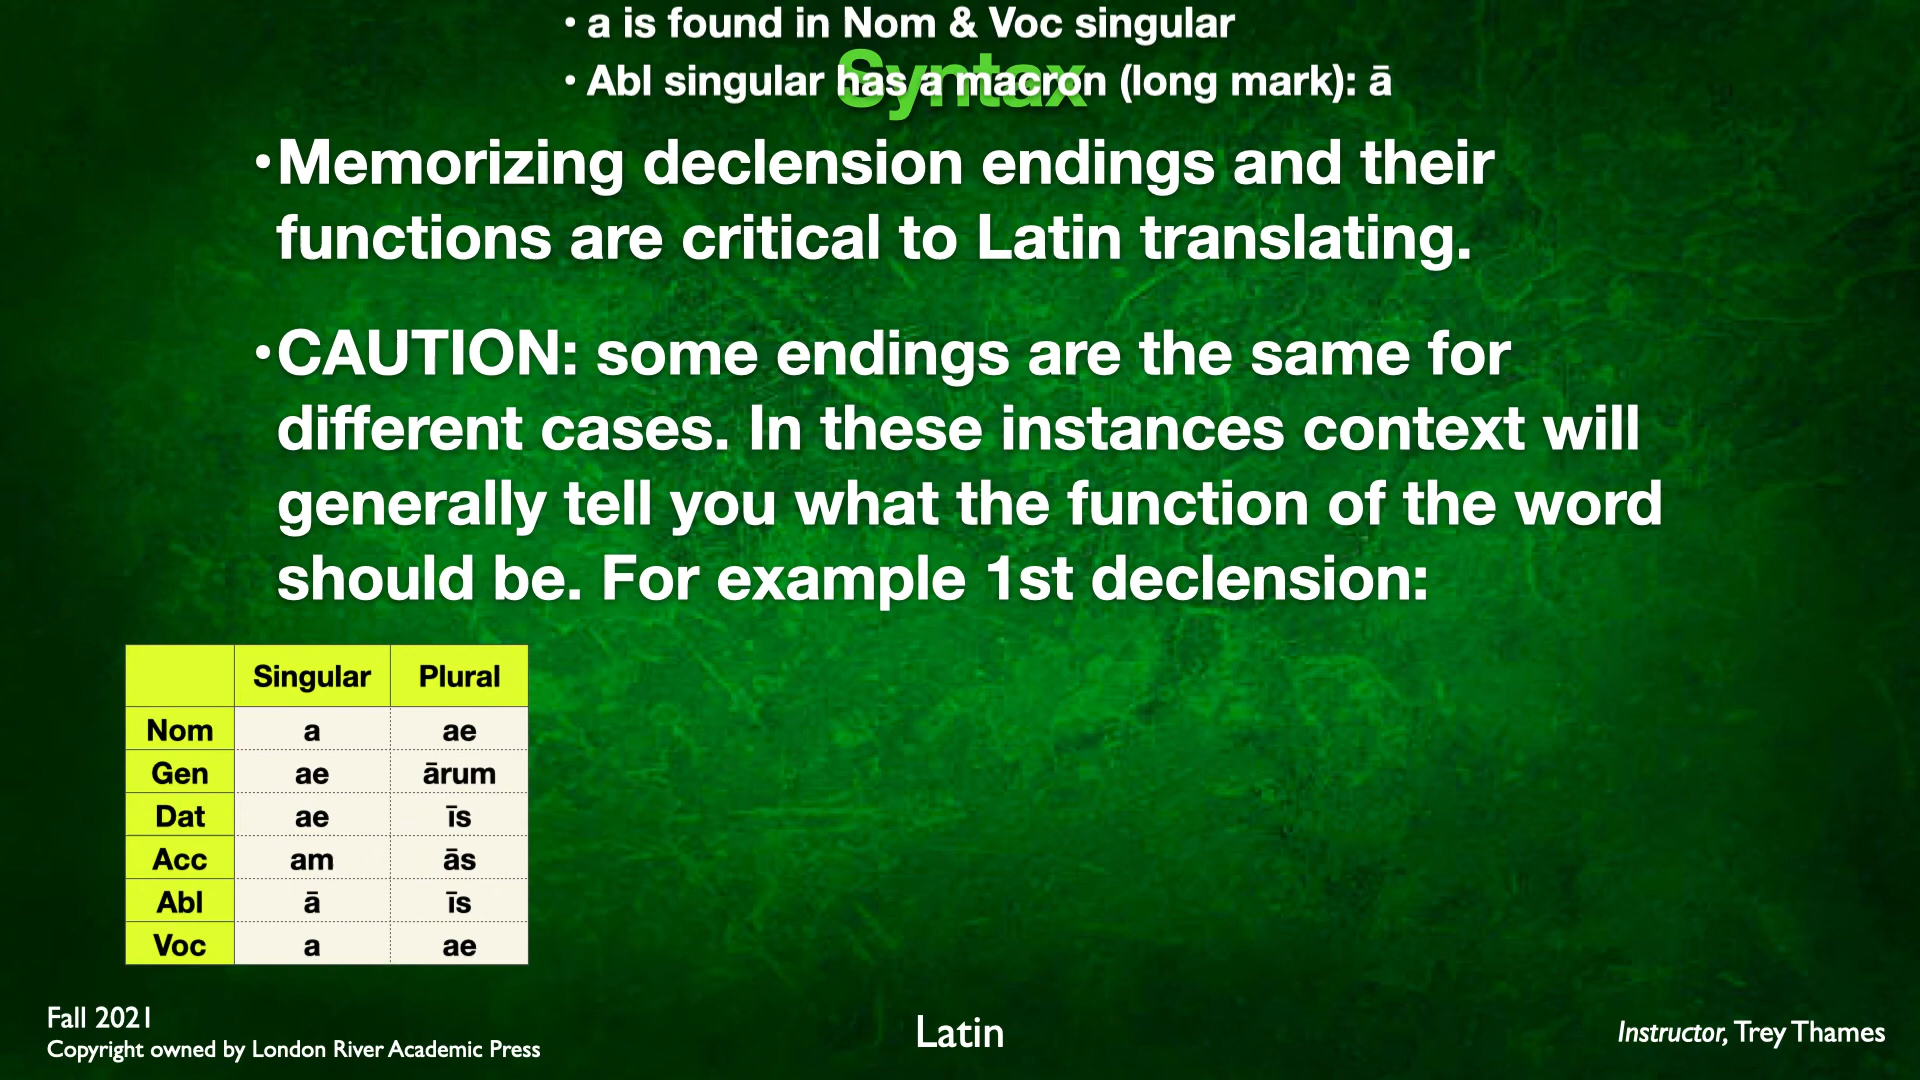 • a is found in Nom & Voc singular
Syntax
• Abl singular has a macron (long mark): ā
•Memorizing declension endings and their
functions are critical to Latin translating.
•CAUTION: some endings are the same for
different cases. In these instances context will
generally tell you what the function of the word
should be. For example 1st declension:
Singular Plural
Nom a ae
Gen ae ārum
Dat ae īs
Acc am ās
Abl ā īs
Voc a ae
Fall 2021
Copyright owned by London River Academic Press
Latin
Instructor, Trey Thames